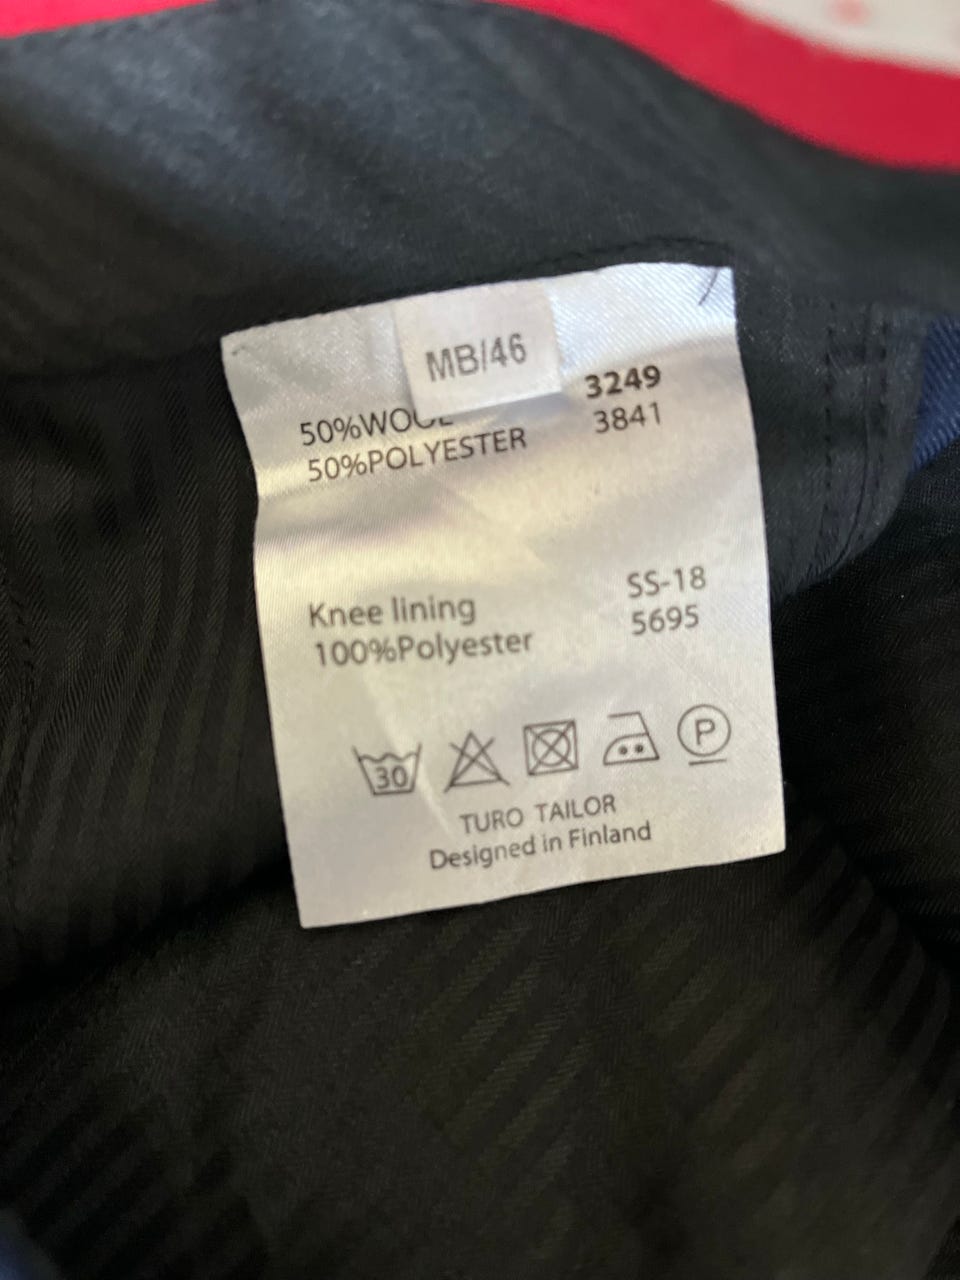 MB/46
50%WOOL 3249
50%POLYESTER 3841
Knee lining SS-18
100%Polyester 5695
30 P
TURO TAILOR
Designed in Finland